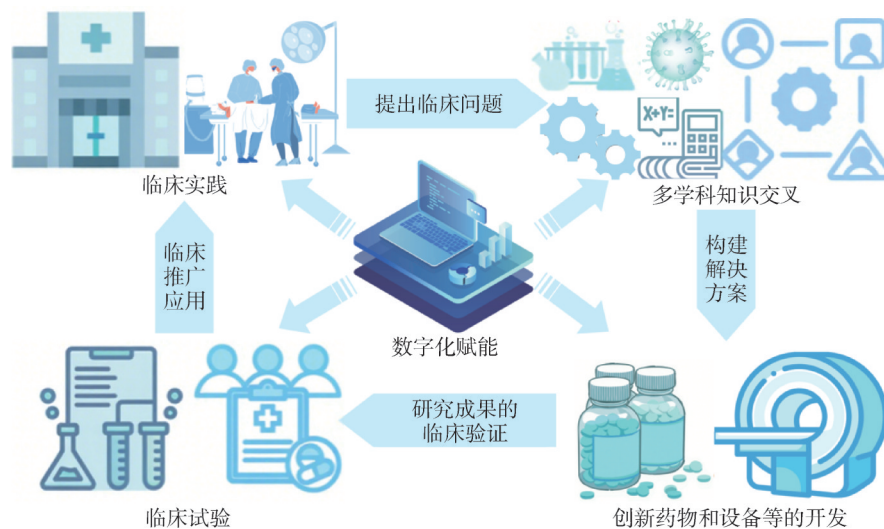 提出临床问题
X+Y=
临床实践
多学科知识交叉
临床
推广
应用
构建
解决
方案
数字化赋能
研究成果的
临床验证
临床试验
创新药物和设备等的开发